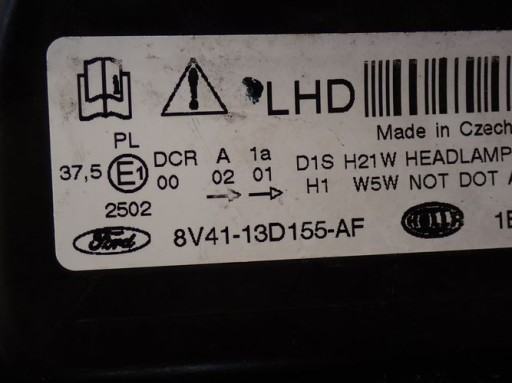 LHD
Made in Czech
PL
37,5 E1 DCR A 1a D1S H21W HEADLAMP
00 02 01 H1 W5W NOT DOT A
2502
Ford 8V41-13D155-AF HELLA